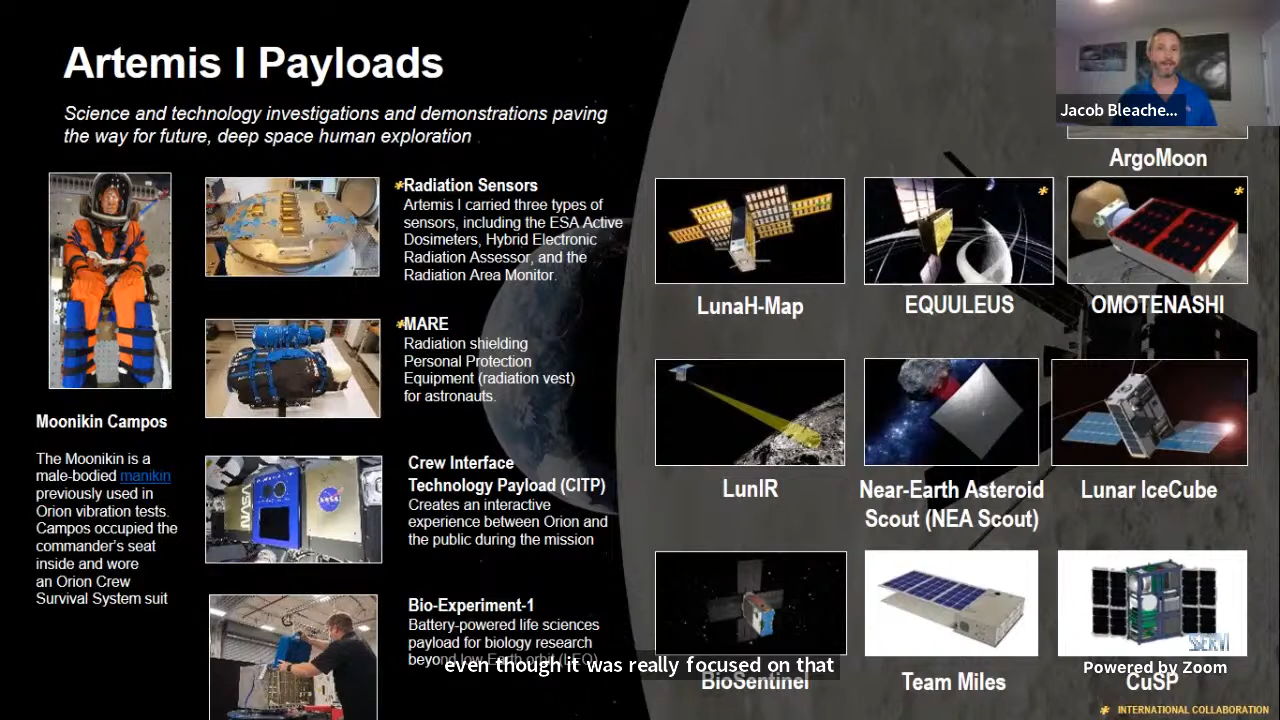 Artemis I Payloads
Science and technology investigations and demonstrations paving
the way for future, deep space human exploration
Moonikin Campos
The Moonikin is a
male-bodied manikin
previously used in
Orion vibration tests.
Campos occupied the
commander's seat
inside and wore
an Orion Crew
Survival System suit
*Radiation Sensors
Artemis I carried three types of
sensors, including the ESA Active
Dosimeters, Hybrid Electronic
Radiation Assessor, and the
Radiation Area Monitor.
*MARE
Radiation shielding
Personal Protection
Equipment (radiation vest)
for astronauts.
NASA
Crew Interface
Technology Payload (CITP)
Creates an interactive
experience between Orion and
the public during the mission
Bio-Experiment-1
Battery-powered life sciences
payload for biology research
beyond low-Earth orbit (LEO)
Jacob Bleache...
ArgoMoon
LunaH-Map
*
EQUULEUS
*
OMOTENASHI
LunIR
Near-Earth Asteroid
Scout (NEA Scout)
Lunar IceCube
BioSentinel
Team Miles
CuSP
even though it was really focused on that
Powered by Zoom
* INTERNATIONAL COLLABORATION